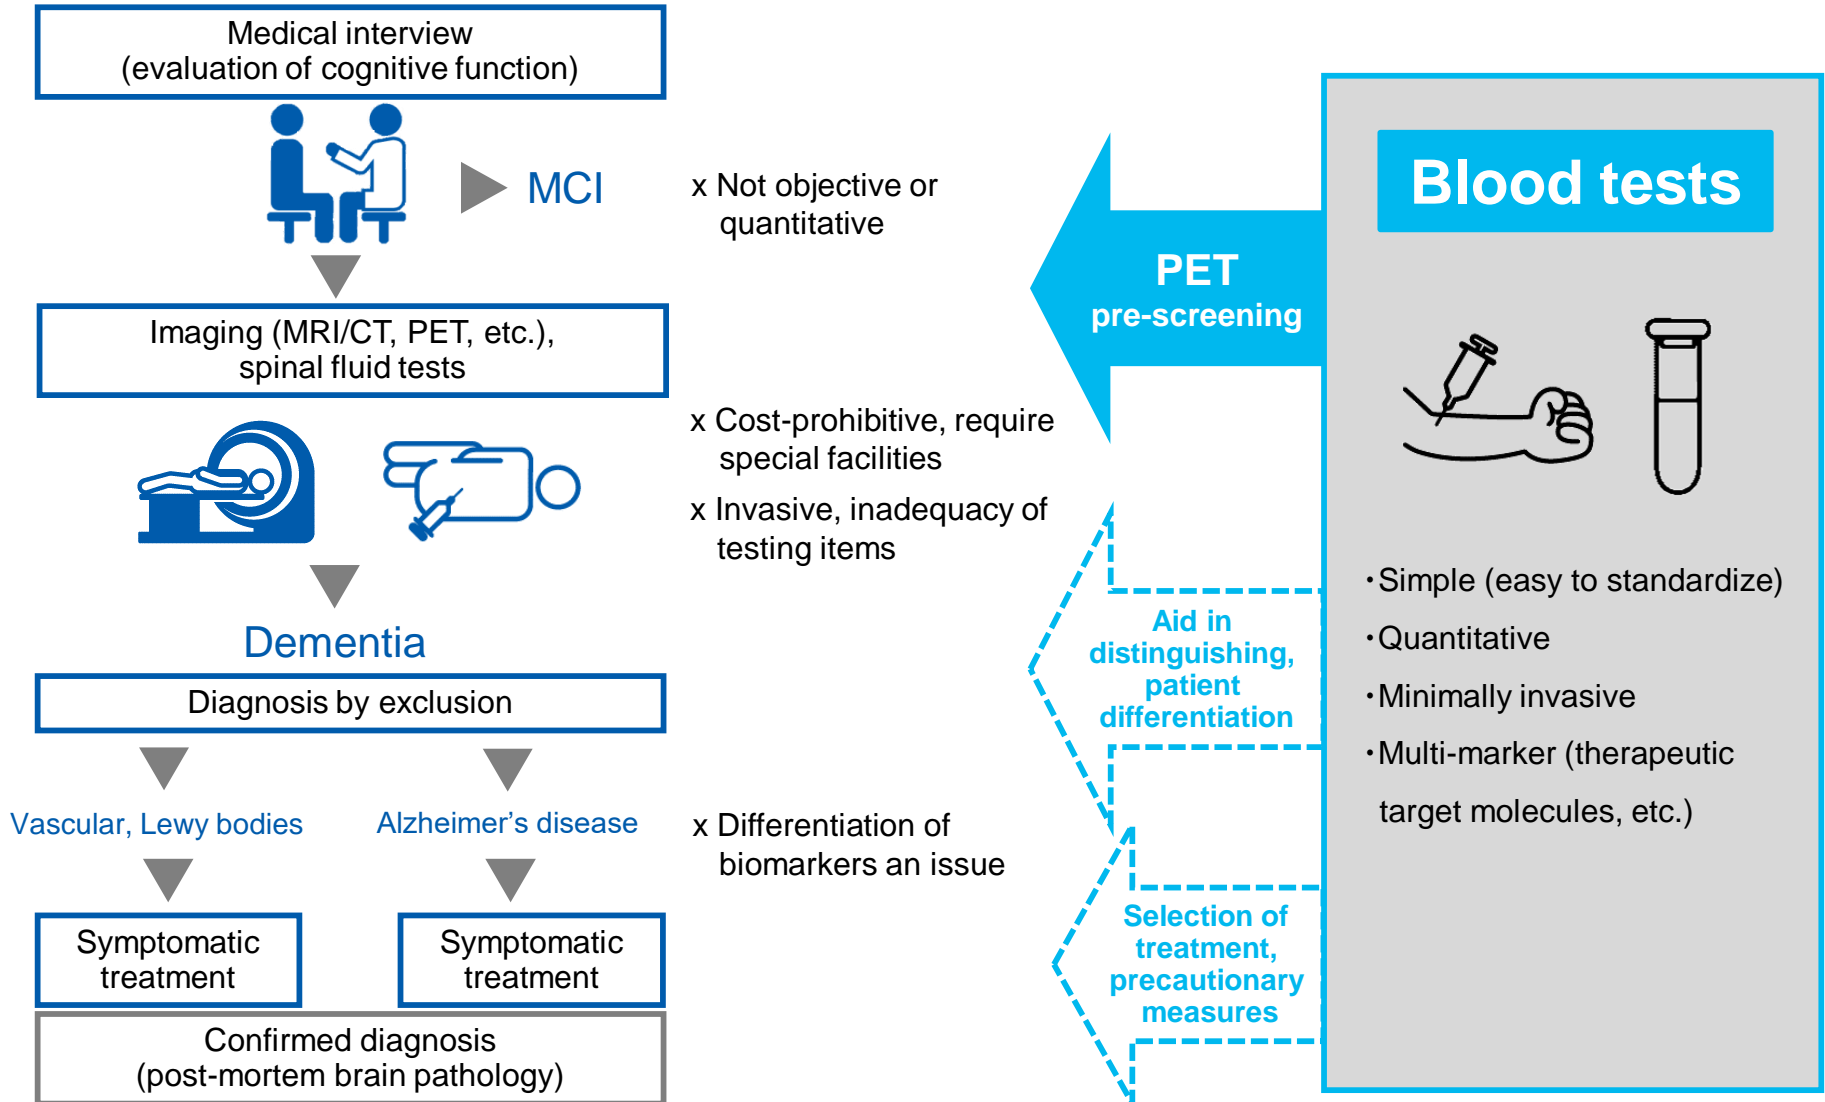 Medical interview
(evaluation of cognitive function)
MCI
x Not objective or
quantitative
Imaging (MRI/CT, PET, etc.),
spinal fluid tests
x Cost-prohibitive, require
special facilities
x Invasive, inadequacy of
testing items
Dementia
Diagnosis by exclusion
Vascular, Lewy bodies
Alzheimer’s disease
x Differentiation of
biomarkers an issue
Symptomatic
treatment
Symptomatic
treatment
Confirmed diagnosis
(post-mortem brain pathology)
PET
pre-screening
Aid in
distinguishing,
patient
differentiation
Selection of
treatment,
precautionary
measures
Blood tests
・Simple (easy to standardize)
・Quantitative
・Minimally invasive
・Multi-marker (therapeutic
target molecules, etc.)